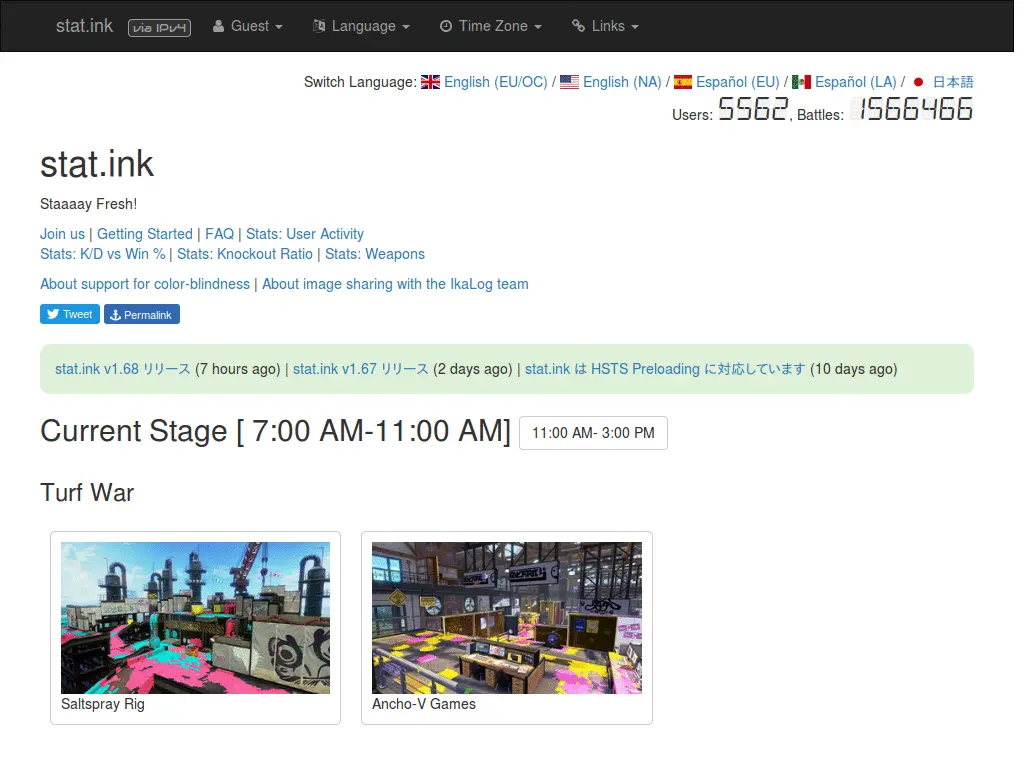 stat.ink via IPv4 Guest Language Time Zone Links
Switch Language: English (EU/OC) / English (NA) / Español (EU) / Español (LA) / 日本語
Users: 5562, Battles: 1566466
stat.ink
Staaaay Fresh!
Join us | Getting Started | FAQ | Stats: User Activity
Stats: K/D vs Win % | Stats: Knockout Ratio | Stats: Weapons
About support for color-blindness | About image sharing with the IkaLog team
Tweet Permalink
stat.ink v1.68 リリース (7 hours ago) | stat.ink v1.67 リリース (2 days ago) | stat.ink は HSTS Preloading に対応しています (10 days ago)
Current Stage [ 7:00 AM-11:00 AM] 11:00 AM- 3:00 PM
Turf War
Saltspray Rig
Ancho-V Games